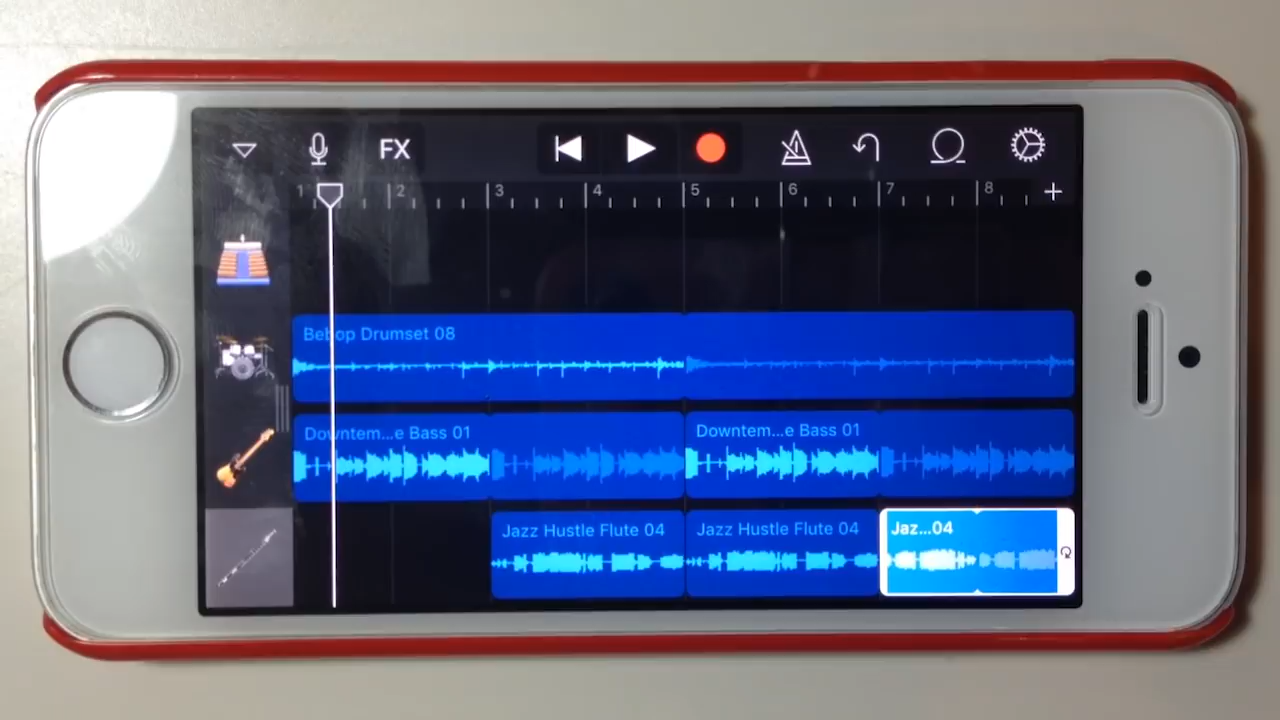 FX
1 2 3 4 5 6 7 8 +
Bebop Drumset 08
Downtem...e Bass 01
Downtem...e Bass 01
Jazz Hustle Flute 04
Jazz Hustle Flute 04
Jaz...04